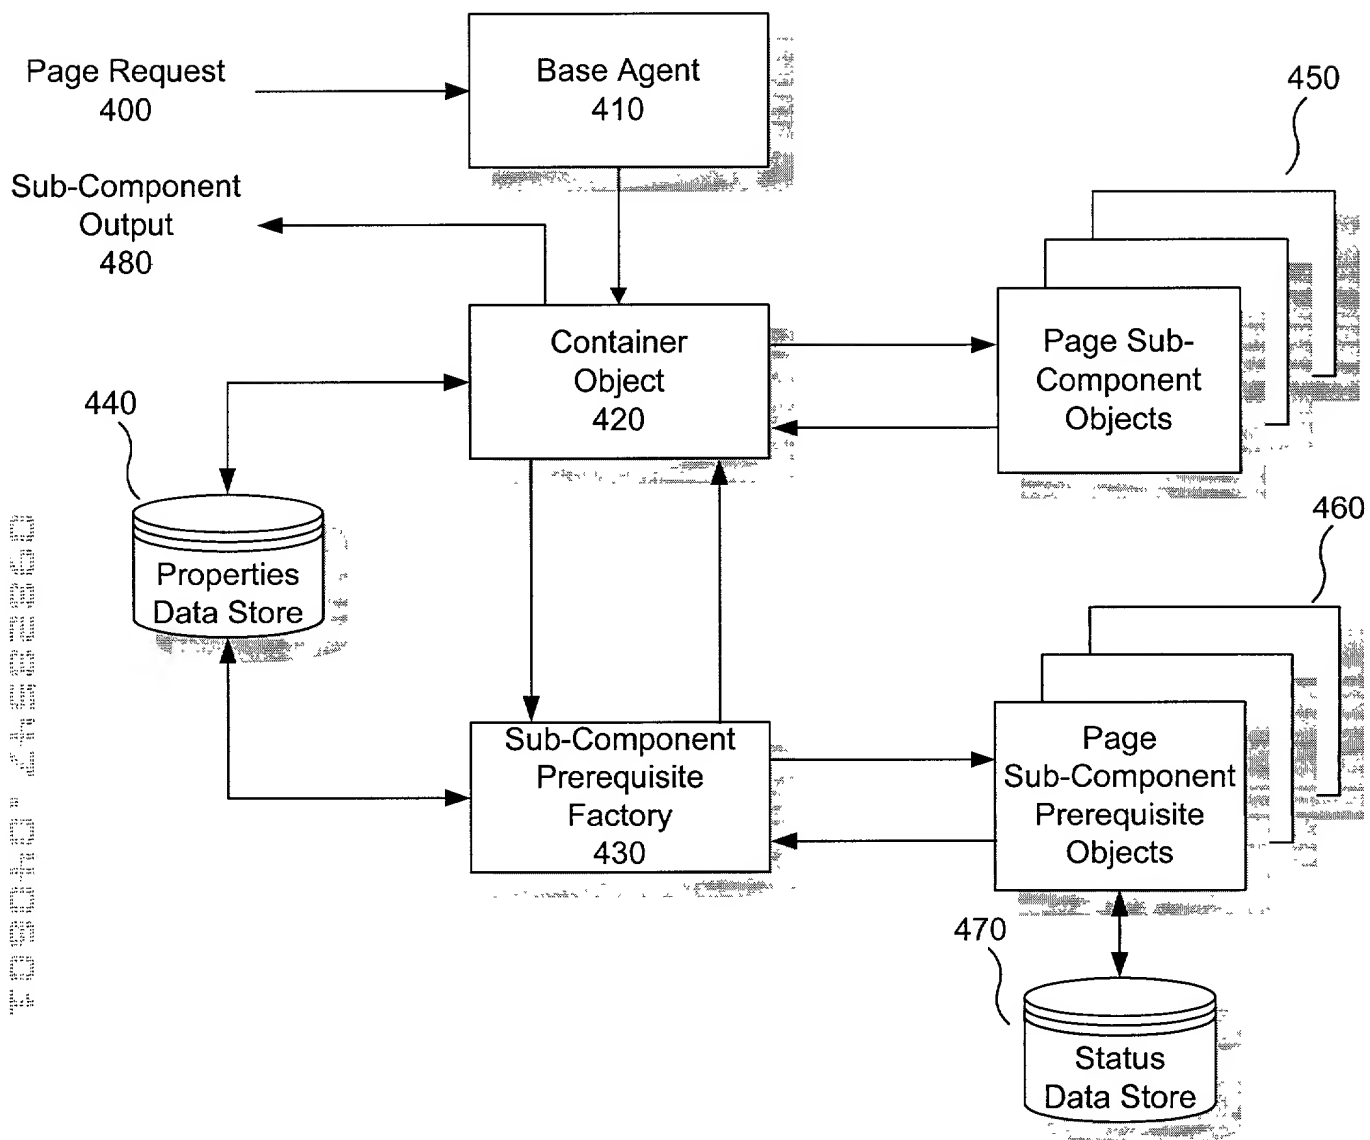 Page Request
400
Base Agent
410
450
Sub-Component
Output
480
Container
Object
420
Page Sub-
Component
Objects
440
Properties
Data Store
460
Sub-Component
Prerequisite
Factory
430
Page
Sub-Component
Prerequisite
Objects
470
Status
Data Store